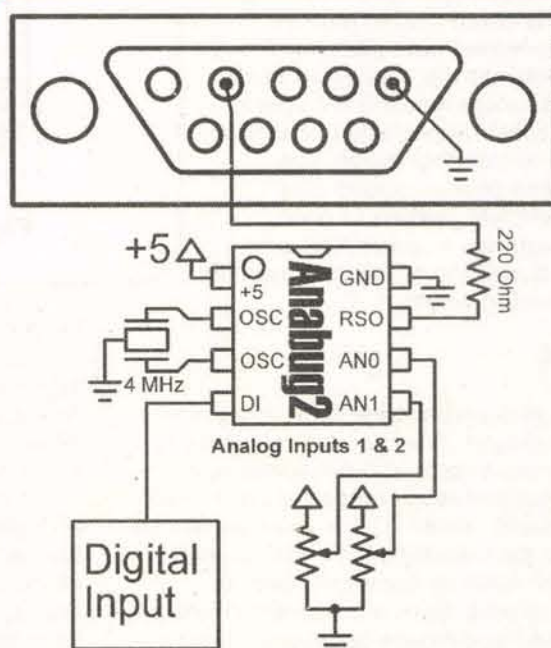 220 Ohm
+5
+5
GND
OSC
RSO
OSC
AN0
4 MHz
DI
AN1
Anabug2
Analog Inputs 1 & 2
Digital
Input